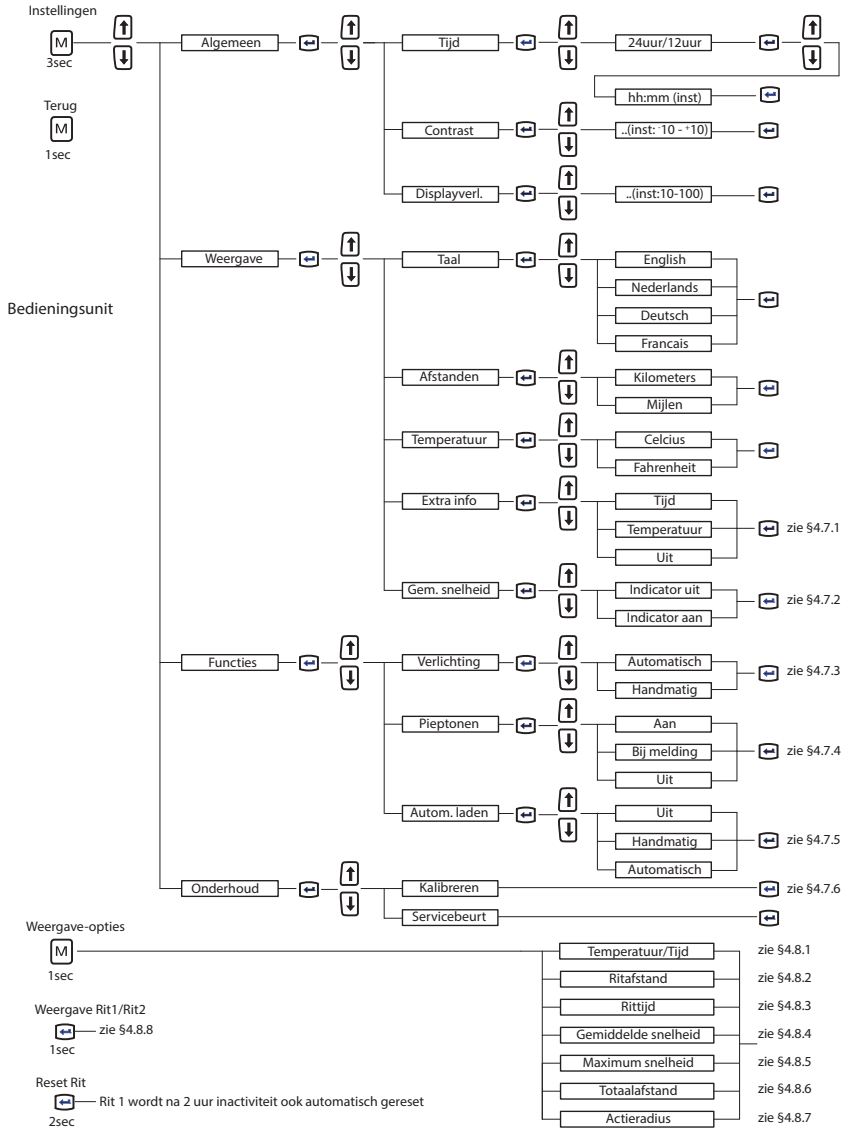 Instellingen
M
3sec
Algemeen
Tijd
24uur/12uur
hh:mm (inst)
Terug
M
1sec
Contrast
..(inst: -10 - +10)
Displayverl.
..(inst:10-100)
Weergave
Taal
English
Nederlands
Deutsch
Francais
Bedieningsunit
Afstanden
Kilometers
Mijlen
Temperatuur
Celcius
Fahrenheit
Extra info
Tijd
Temperatuur
Uit
zie §4.7.1
Gem. snelheid
Indicator uit
Indicator aan
zie §4.7.2
Functies
Verlichting
Automatisch
Handmatig
zie §4.7.3
Pieptonen
Aan
Bij melding
Uit
zie §4.7.4
Autom. laden
Uit
Handmatig
Automatisch
zie §4.7.5
Onderhoud
Kalibreren
zie §4.7.6
Servicebeurt
Weergave-opties
M
1sec
Temperatuur/Tijd zie §4.8.1
Ritafstand zie §4.8.2
Rittijd zie §4.8.3
Gemiddelde snelheid zie §4.8.4
Maximum snelheid zie §4.8.5
Totaalafstand zie §4.8.6
Actieradius zie §4.8.7
Weergave Rit1/Rit2
zie §4.8.8
1sec
Reset Rit
Rit 1 wordt na 2 uur inactiviteit ook automatisch gereset
2sec